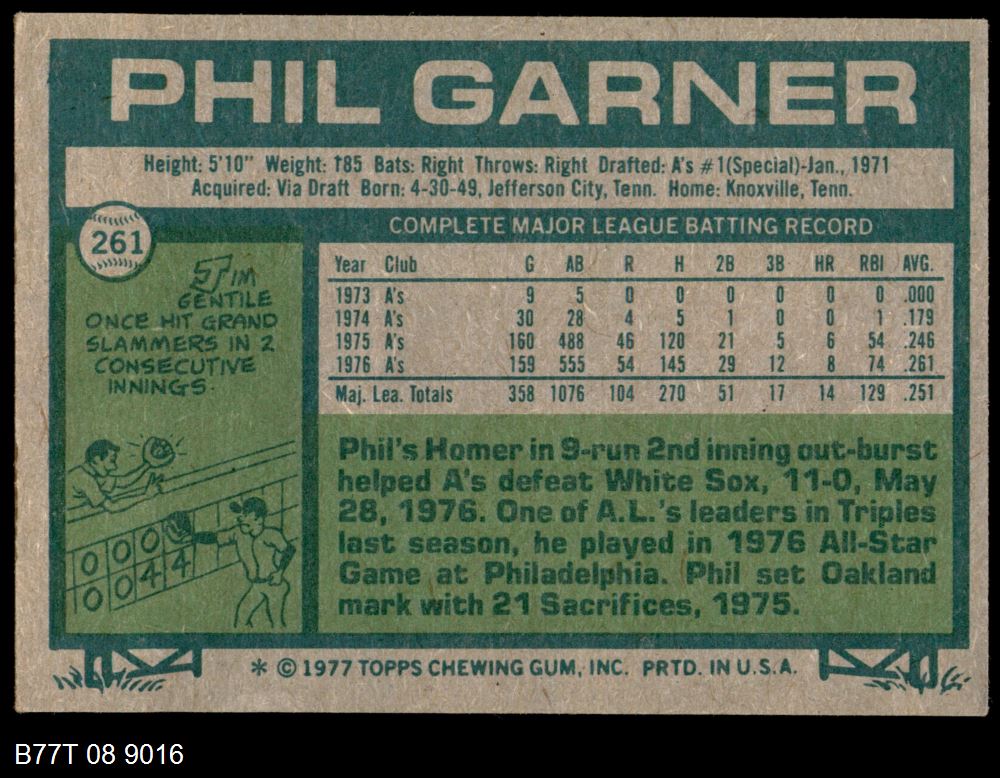 PHIL GARNER
Height: 5'10" Weight: 185 Bats: Right Throws: Right Drafted: A's #1(Special)-Jan., 1971
Acquired: Via Draft Born: 4-30-49, Jefferson City, Tenn. Home: Knoxville, Tenn.
261
JIM
GENTILE
ONCE HIT GRAND
SLAMMERS IN 2
CONSECUTIVE
INNINGS.
0 0 0
0 0 4 4
COMPLETE MAJOR LEAGUE BATTING RECORD
Year Club G AB R H 2B 3B HR RBI AVG.
1973 A's 9 5 0 0 0 0 0 0 .000
1974 A's 30 28 4 5 1 0 0 1 .179
1975 A's 160 488 46 120 21 5 6 54 .246
1976 A's 159 555 54 145 29 12 8 74 .261
Maj. Lea. Totals 358 1076 104 270 51 17 14 129 .251
Phil's Homer in 9-run 2nd inning out-burst
helped A's defeat White Sox, 11-0, May
28, 1976. One of A.L.'s leaders in Triples
last season, he played in 1976 All-Star
Game at Philadelphia. Phil set Oakland
mark with 21 Sacrifices, 1975.
* © 1977 TOPPS CHEWING GUM, INC. PRTD. IN U.S.A.
B77T 08 9016